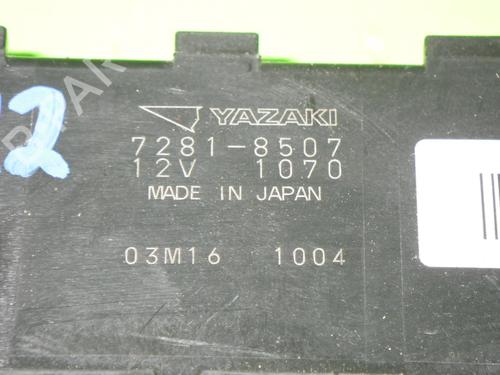 YAZAKI
7281-8507
12V 1070
MADE IN JAPAN
03M16 1004